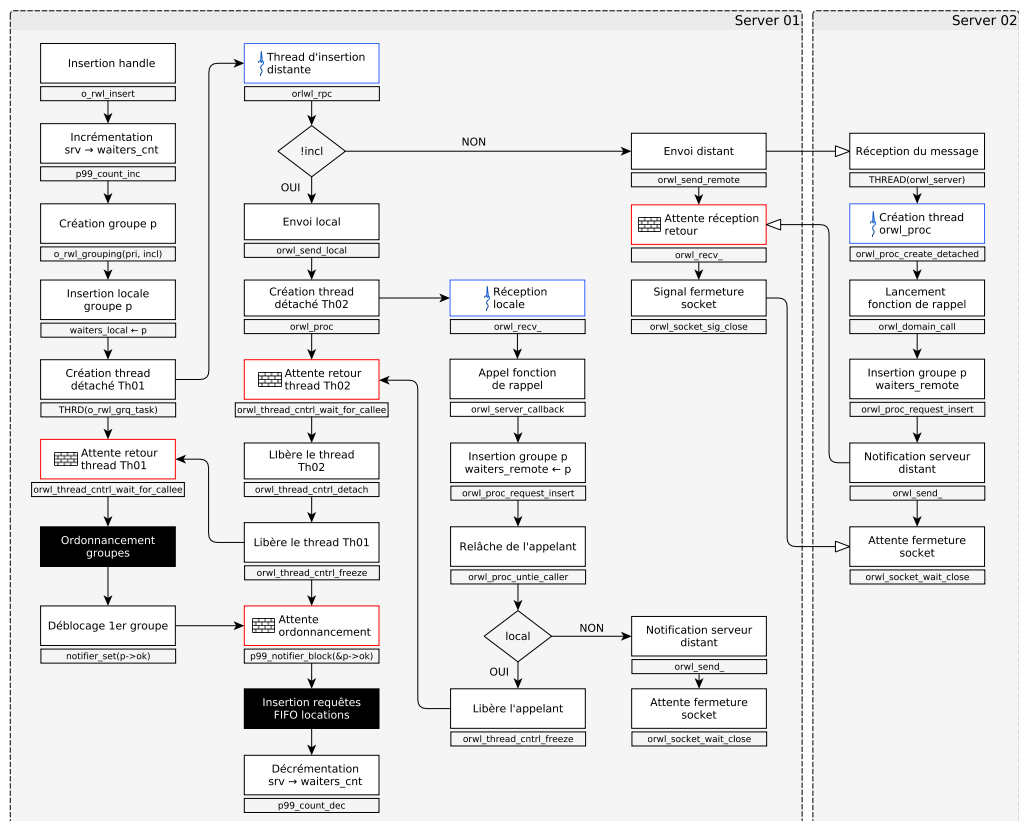 Server 01
Server 02
Insertion handle
o_rwl_insert
Incrémentation
srv → waiters_cnt
p99_count_inc
Création groupe p
o_rwl_grouping(pri, incl)
Insertion locale
groupe p
waiters_local ← p
Création thread
détaché Th01
THRD(o_rwl_grq_task)
Attente retour
thread Th01
orwl_thread_cntrl_wait_for_callee
Ordonnancement
groupes
Déblocage 1er groupe
notifier_set(p->ok)
Thread d'insertion
distante
orlwl_rpc
!incl
NON
OUI
Envoi local
orwl_send_local
Création thread
détaché Th02
orwl_proc
Attente retour
thread Th02
orwl_thread_cntrl_wait_for_callee
LIbère le thread
Th02
orwl_thread_cntrl_detach
Libère le thread Th01
orwl_thread_cntrl_freeze
Attente
ordonnancement
p99_notifier_block(&p->ok)
Insertion requêtes
FIFO locations
Décrémentation
srv → waiters_cnt
p99_count_dec
Réception
locale
orwl_recv_
Appel fonction
de rappel
orwl_server_callback
Insertion groupe p
waiters_remote ← p
orwl_proc_request_insert
Relâche de l'appelant
orwl_proc_untie_caller
local
NON
OUI
Libère l'appelant
orwl_thread_cntrl_freeze
Envoi distant
orwl_send_remote
Attente réception
retour
orwl_recv_
Signal fermeture
socket
orwl_socket_sig_close
Notification serveur
distant
orwl_send_
Attente fermeture
socket
orwl_socket_wait_close
Réception du message
THREAD(orwl_server)
Création thread
orwl_proc
orwl_proc_create_detached
Lancement
fonction de rappel
orwl_domain_call
Insertion groupe p
waiters_remote
orwl_proc_request_insert
Notification serveur
distant
orwl_send_
Attente fermeture
socket
orwl_socket_wait_close